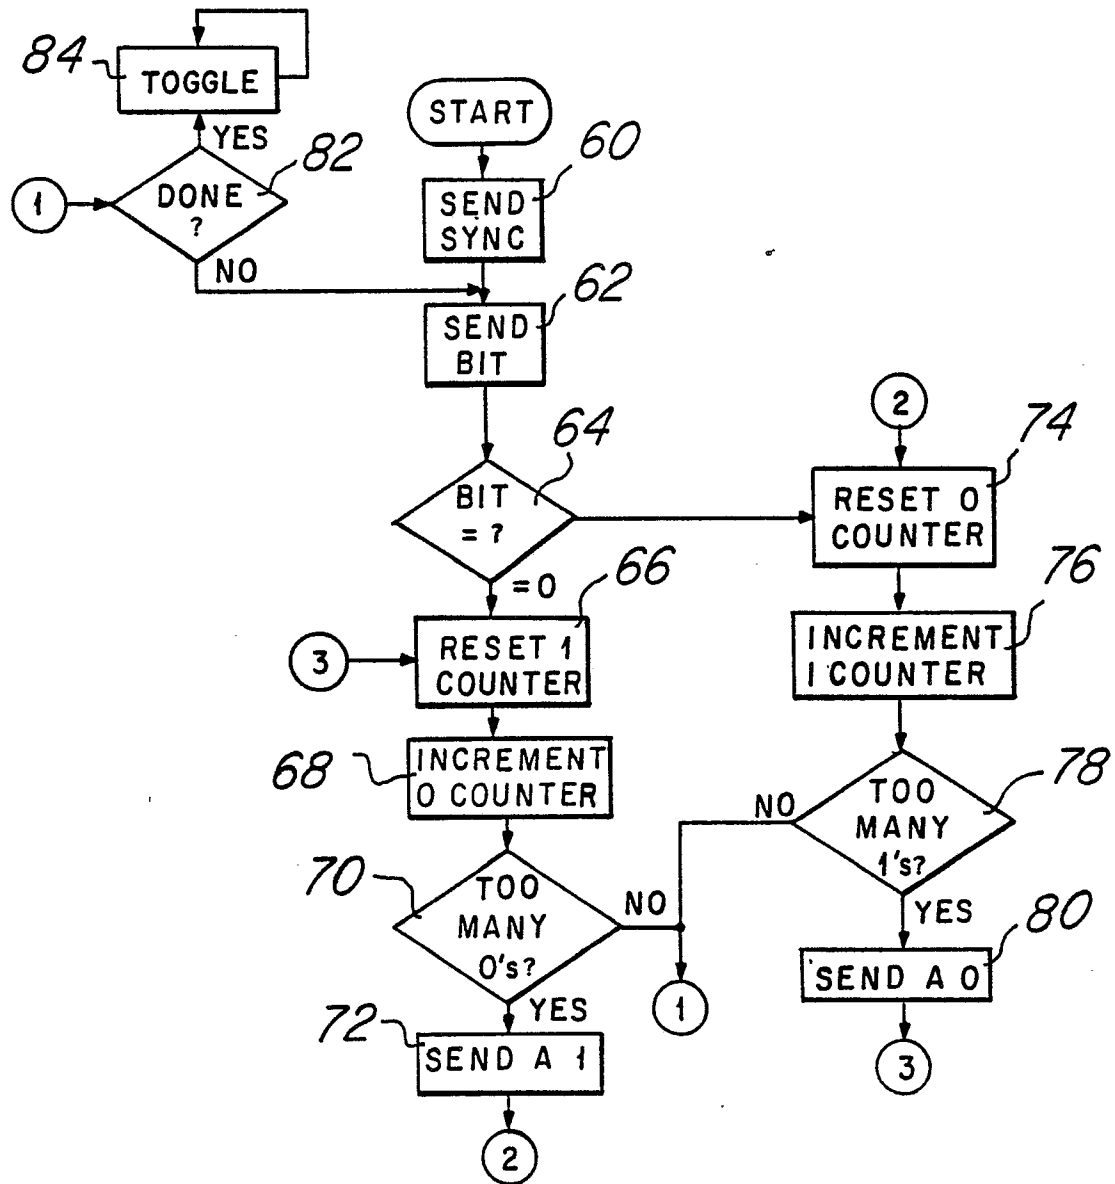 84
TOGGLE
YES
82
1
DONE
?
NO
START
60
SEND
SYNC
62
SEND
BIT
64
BIT
= ?
= 0
2
74
RESET 0
COUNTER
76
INCREMENT
1 COUNTER
66
3
RESET 1
COUNTER
68
INCREMENT
0 COUNTER
78
TOO
MANY
1's?
NO
YES
70
TOO
MANY
0's?
NO
YES
1
80
SEND A 0
3
72
SEND A 1
2